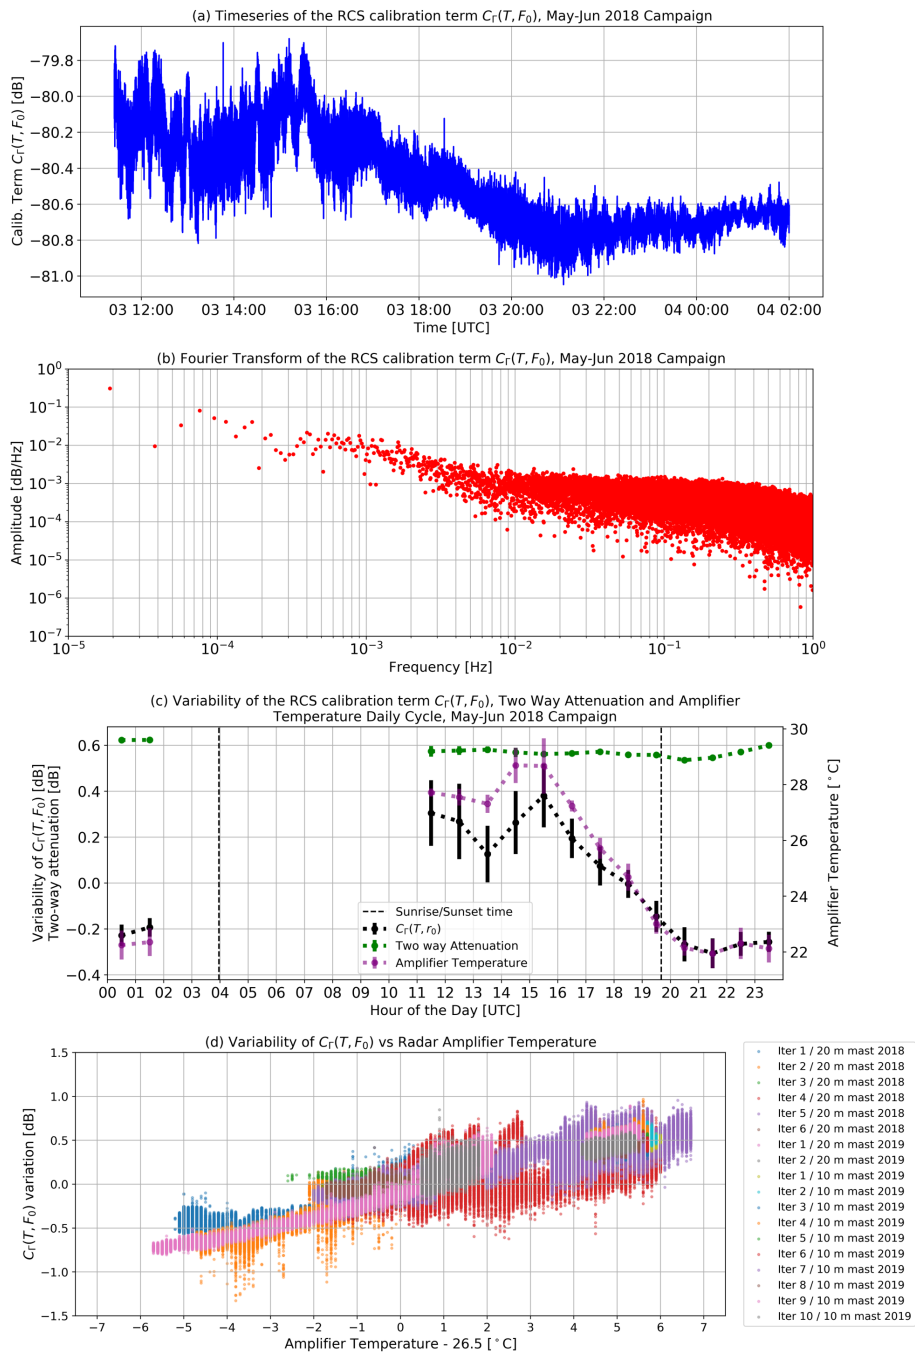 (a) Timeseries of the RCS calibration term C_Γ(T, F₀), May-Jun 2018 Campaign
Calib. Term C_Γ(T, F₀) [dB]
−79.8
−80.0
−80.2
−80.4
−80.6
−80.8
−81.0
03 12:00 03 14:00 03 16:00 03 18:00 03 20:00 03 22:00 04 00:00 04 02:00
Time [UTC]
(b) Fourier Transform of the RCS calibration term C_Γ(T, F₀), May-Jun 2018 Campaign
Amplitude [dB/Hz]
10⁰
10⁻¹
10⁻²
10⁻³
10⁻⁴
10⁻⁵
10⁻⁶
10⁻⁷
10⁻⁵ 10⁻⁴ 10⁻³ 10⁻² 10⁻¹ 10⁰
Frequency [Hz]
(c) Variability of the RCS calibration term C_Γ(T, F₀), Two Way Attenuation and Amplifier
Temperature Daily Cycle, May-Jun 2018 Campaign
Variability of C_Γ(T, F₀) [dB]
Two-way attenuation [dB]
0.6
0.4
0.2
0.0
−0.2
−0.4
30
28
26
24
22
Amplifier Temperature [°C]
Sunrise/Sunset time
C_Γ(T, r₀)
Two way Attenuation
Amplifier Temperature
00 01 02 03 04 05 06 07 08 09 10 11 12 13 14 15 16 17 18 19 20 21 22 23
Hour of the Day [UTC]
(d) Variability of C_Γ(T, F₀) vs Radar Amplifier Temperature
C_Γ(T, F₀) variation [dB]
1.5
1.0
0.5
0.0
−0.5
−1.0
−1.5
−7 −6 −5 −4 −3 −2 −1 0 1 2 3 4 5 6 7
Amplifier Temperature - 26.5 [°C]
Iter 1 / 20 m mast 2018
Iter 2 / 20 m mast 2018
Iter 3 / 20 m mast 2018
Iter 4 / 20 m mast 2018
Iter 5 / 20 m mast 2018
Iter 6 / 20 m mast 2018
Iter 1 / 20 m mast 2019
Iter 2 / 20 m mast 2019
Iter 1 / 10 m mast 2019
Iter 2 / 10 m mast 2019
Iter 3 / 10 m mast 2019
Iter 4 / 10 m mast 2019
Iter 5 / 10 m mast 2019
Iter 6 / 10 m mast 2019
Iter 7 / 10 m mast 2019
Iter 8 / 10 m mast 2019
Iter 9 / 10 m mast 2019
Iter 10 / 10 m mast 2019